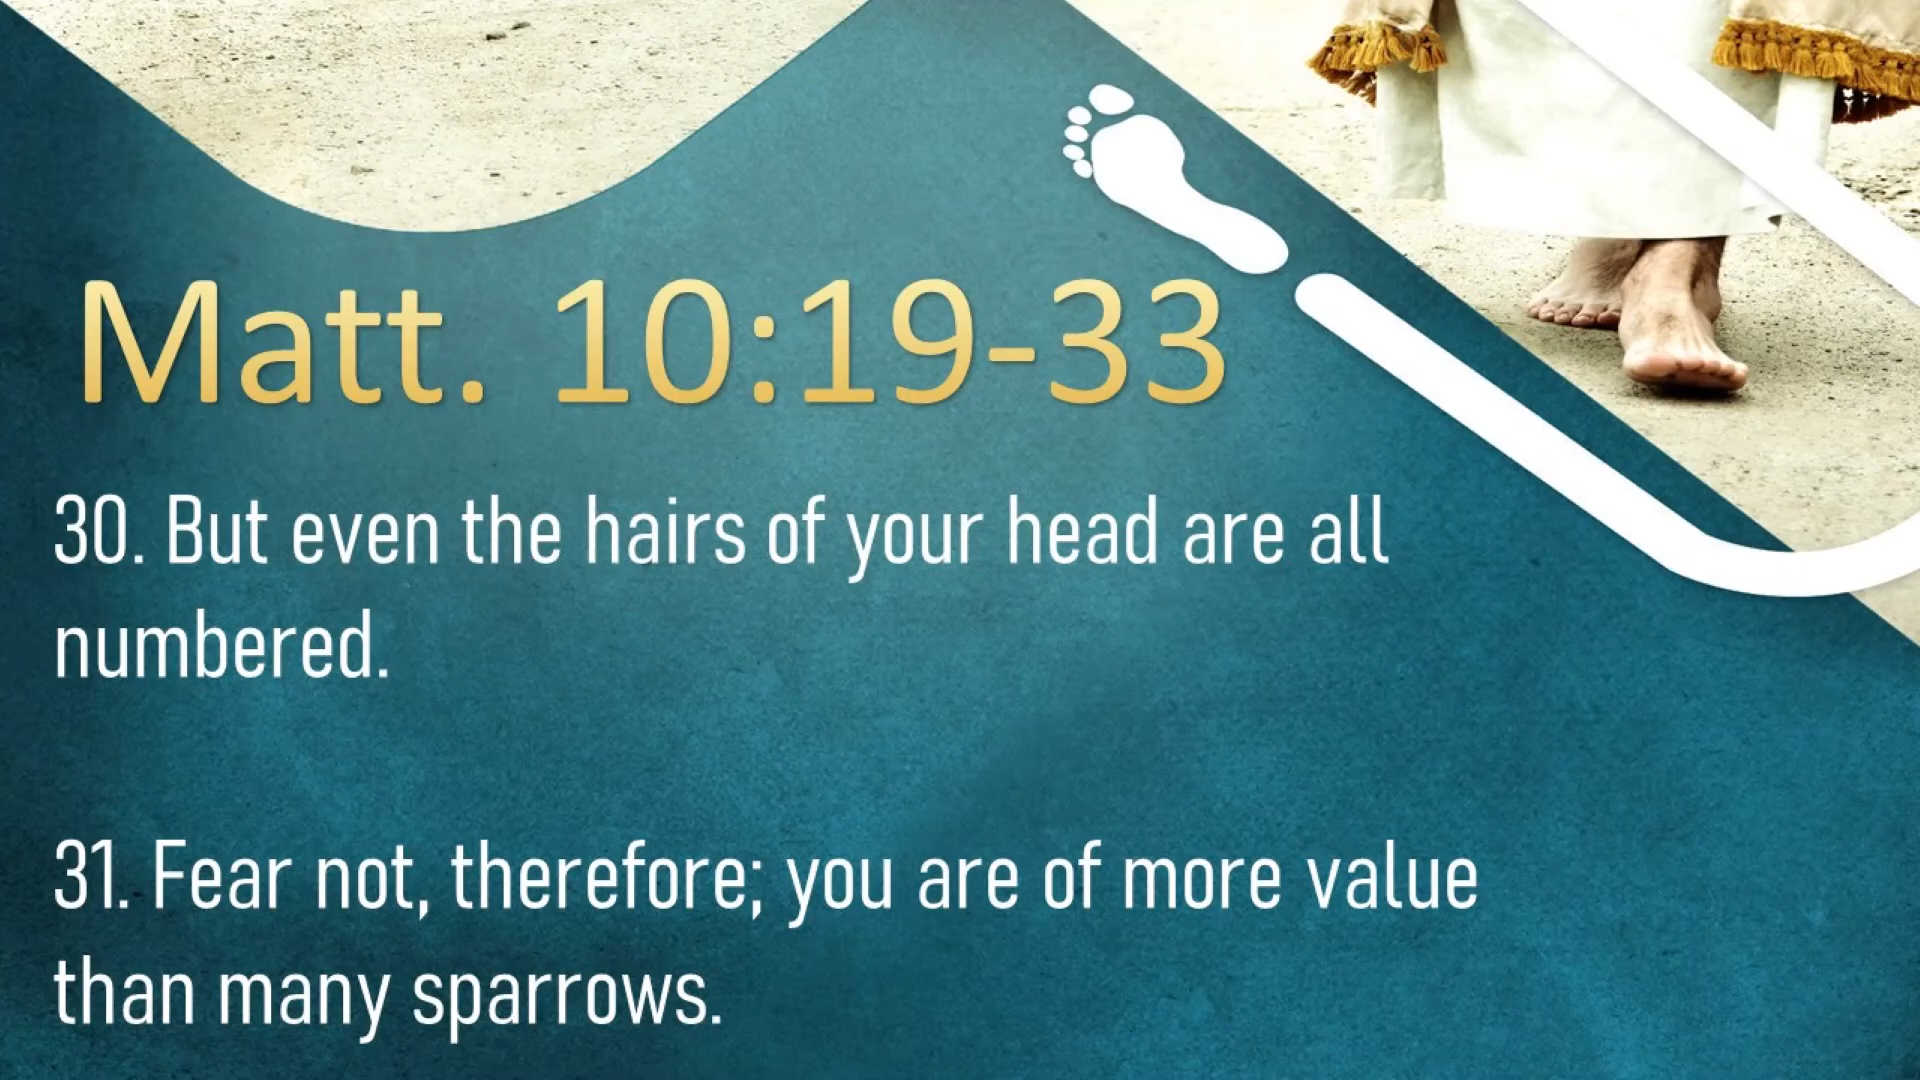 Matt. 10:19-33
30. But even the hairs of your head are all
numbered.
31. Fear not, therefore; you are of more value
than many sparrows.